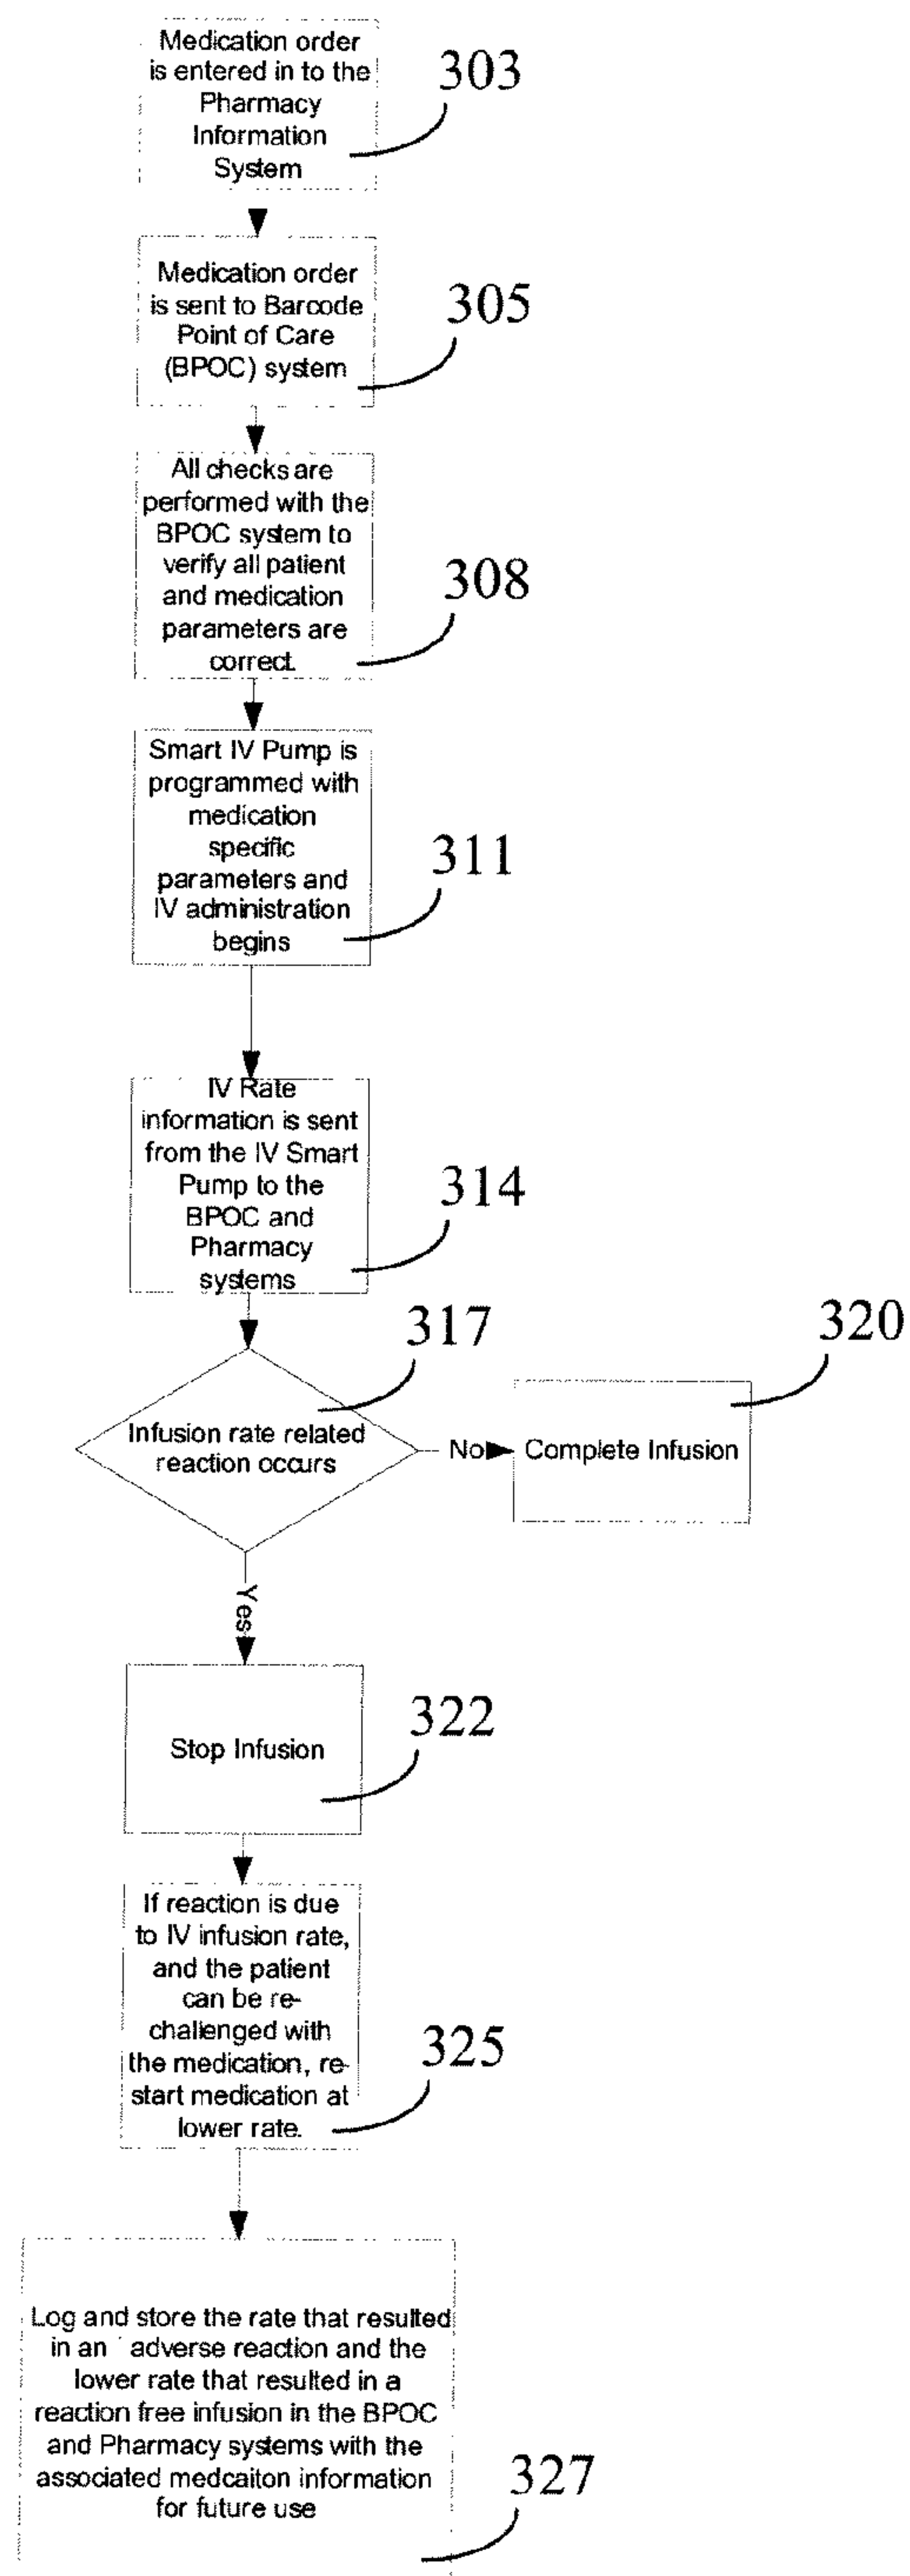 Medication order
is entered in to the
Pharmacy
Information
System
303
Medication order
is sent to Barcode
Point of Care
(BPOC) system
305
All checks are
performed with the
BPOC system to
verify all patient
and medication
parameters are
correct.
308
Smart IV Pump is
programmed with
medication
specific
parameters and
IV administration
begins
311
IV Rate
information is sent
from the IV Smart
Pump to the
BPOC and
Pharmacy
systems
314
317
Infusion rate related
reaction occurs
No
320
Complete Infusion
Yes
Stop Infusion
322
If reaction is due
to IV infusion rate,
and the patient
can be re-
challenged with
the medication, re-
start medication at
lower rate.
325
Log and store the rate that resulted
in an ' adverse reaction and the
lower rate that resulted in a
reaction free infusion in the BPOC
and Pharmacy systems with the
associated medcaiton information
for future use
327